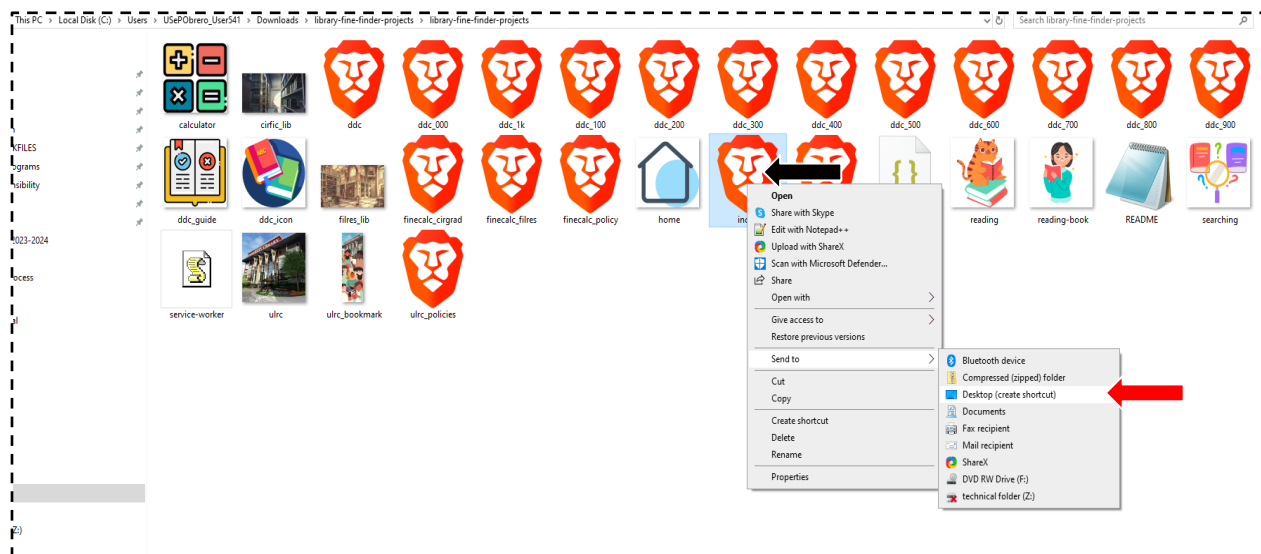 This PC > Local Disk (C:) > Users > USePObrero_User541 > Downloads > library-fine-finder-projects > library-fine-finder-projects
Search library-fine-finder-projects
KFILES
ograms
nsibility
2023-2024
ocess
al
Z:)
calculator
cirfic_lib
ddc
ddc_000
ddc_1k
ddc_100
ddc_200
ddc_300
ddc_400
ddc_500
ddc_600
ddc_700
ddc_800
ddc_900
ddc_guide
ddc_icon
filres_lib
finecalc_cirgrad
finecalc_filres
finecalc_policy
home
reading
reading-book
README
searching
service-worker
ulrc
ulrc_bookmark
ulrc_policies
Open
Share with Skype
Edit with Notepad++
Upload with ShareX
Scan with Microsoft Defender...
Share
Open with
Give access to
Restore previous versions
Send to
Cut
Copy
Create shortcut
Delete
Rename
Properties
Bluetooth device
Compressed (zipped) folder
Desktop (create shortcut)
Documents
Fax recipient
Mail recipient
ShareX
DVD RW Drive (F:)
technical folder (Z:)